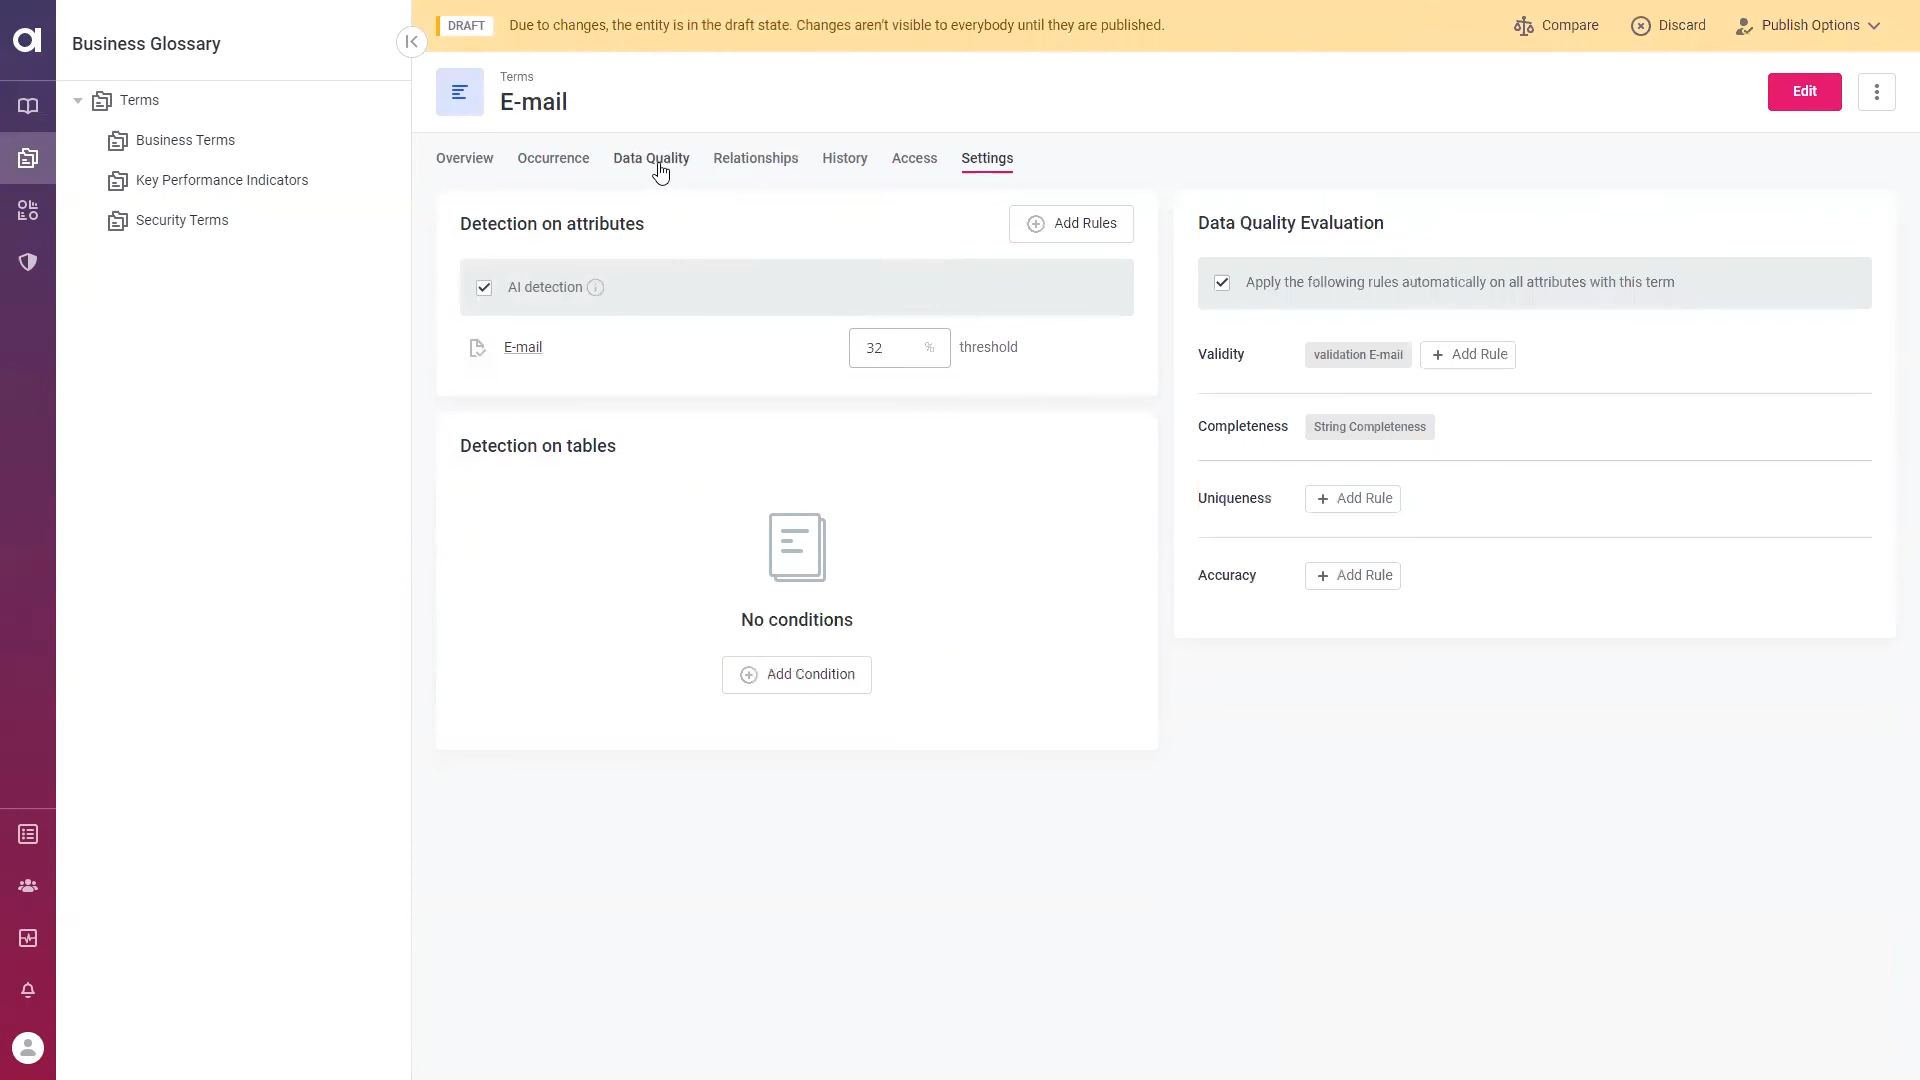 Business Glossary
Terms
Business Terms
Key Performance Indicators
Security Terms
DRAFT Due to changes, the entity is in the draft state. Changes aren't visible to everybody until they are published.
Compare Discard Publish Options
Terms
E-mail
Edit
Overview Occurrence Data Quality Relationships History Access Settings
Detection on attributes
Add Rules
AI detection
E-mail 32 % threshold
Detection on tables
No conditions
Add Condition
Data Quality Evaluation
Apply the following rules automatically on all attributes with this term
Validity validation E-mail + Add Rule
Completeness String Completeness
Uniqueness + Add Rule
Accuracy + Add Rule